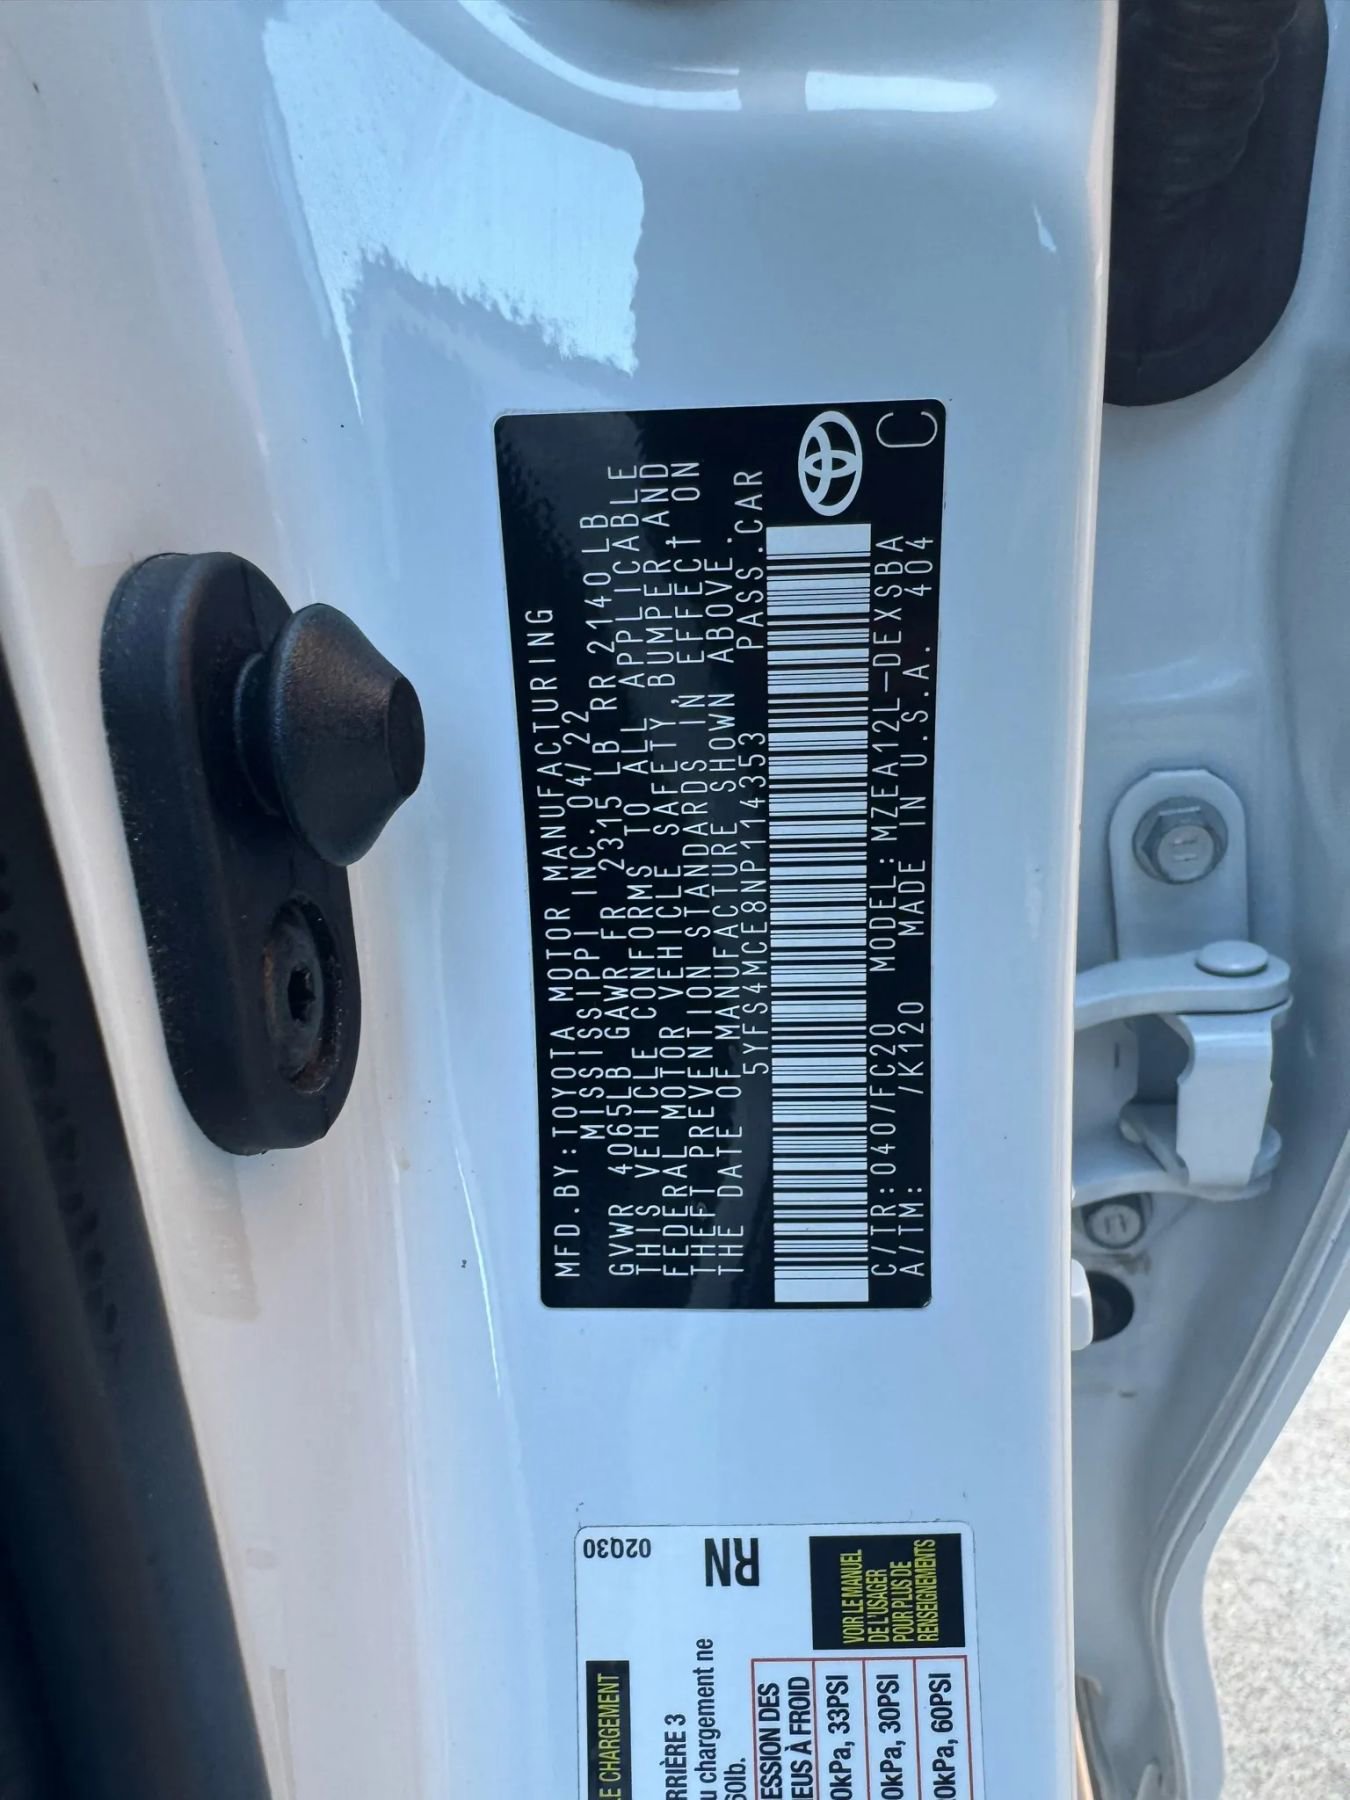 MFD.BY:TOYOTA MOTOR MANUFACTURING
MISSISSIPPI INC. 04/22
GVWR 4065LB GAWR FR 2315LB RR 2140LB
THIS VEHICLE CONFORMS TO ALL APPLICABLE
FEDERAL MOTOR VEHICLE SAFETY, BUMPER, AND
THEFT PREVENTION STANDARDS IN EFFECT ON
THE DATE OF MANUFACTURE SHOWN ABOVE.
5YFS4MCE8NP114353 PASS.CAR
C/TR:040/FC20 MODEL:MZEA12L-DEXSBA
A/TM: /K120 MADE IN U.S.A. 404
C
02Q30
RN
E CHARGEMENT
RRIÈRE 3
u chargement ne
60lb.
ESSION DES
EUS À FROID
0kPa, 33PSI
0kPa, 30PSI
0kPa, 60PSI
VOIR LE MANUEL
DE L'USAGER
POUR PLUS DE
RENSEIGNEMENTS